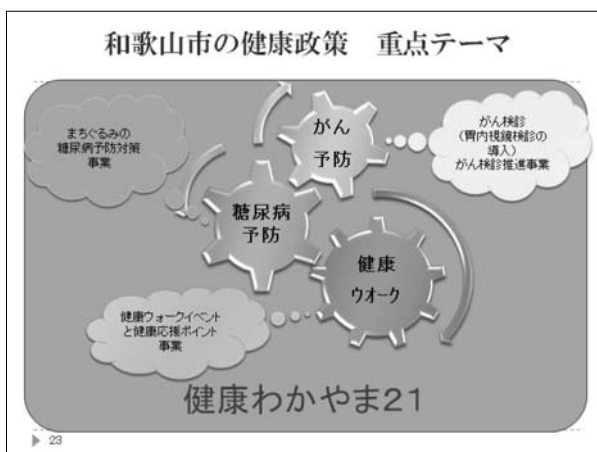 和歌山市の健康政策　重点テーマ
まちぐるみの
糖尿病予防対策
事業
がん
予防
がん検診
（胃内視鏡検診の
導入）
がん検診推進事業
糖尿病
予防
健康
ウオーク
健康ウォークイベント
と健康応援ポイント
事業
健康わかやま21
23